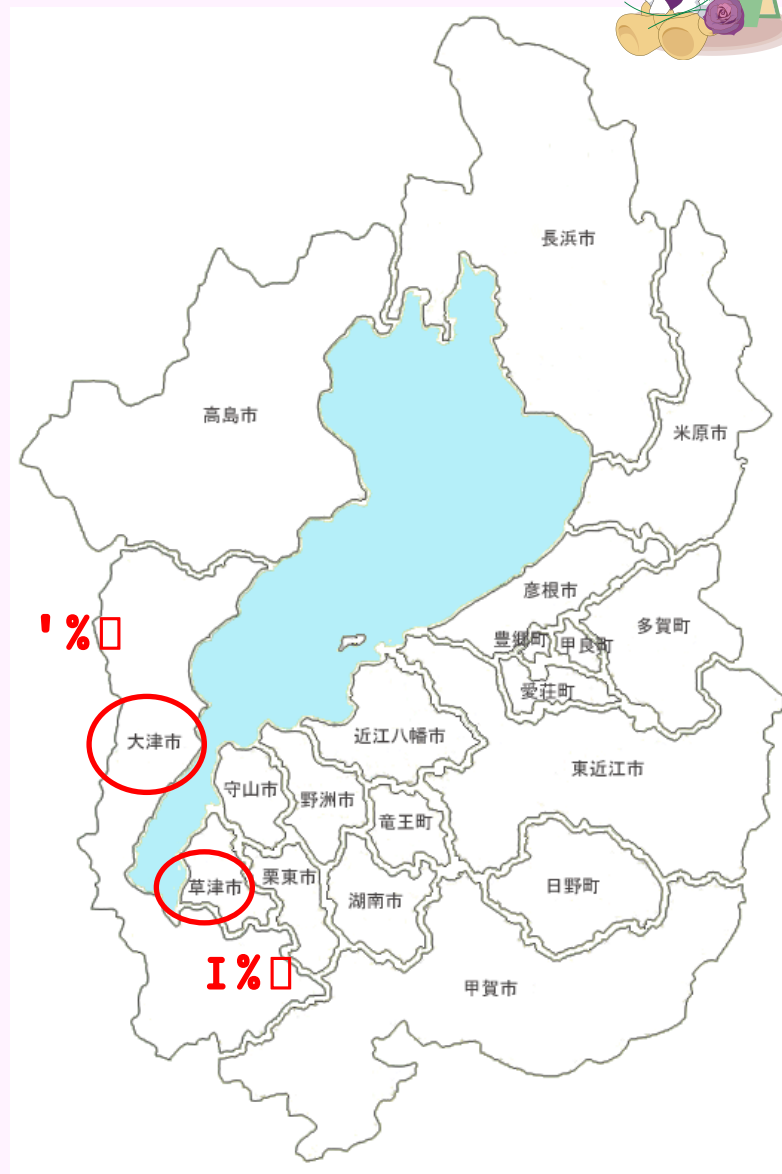 長浜市
高島市
米原市
彦根市
'%▯
豊郷町
甲良町
多賀町
愛荘町
大津市
近江八幡市
東近江市
守山市
野洲市
竜王町
草津市
栗東市
湖南市
日野町
I%▯
甲賀市